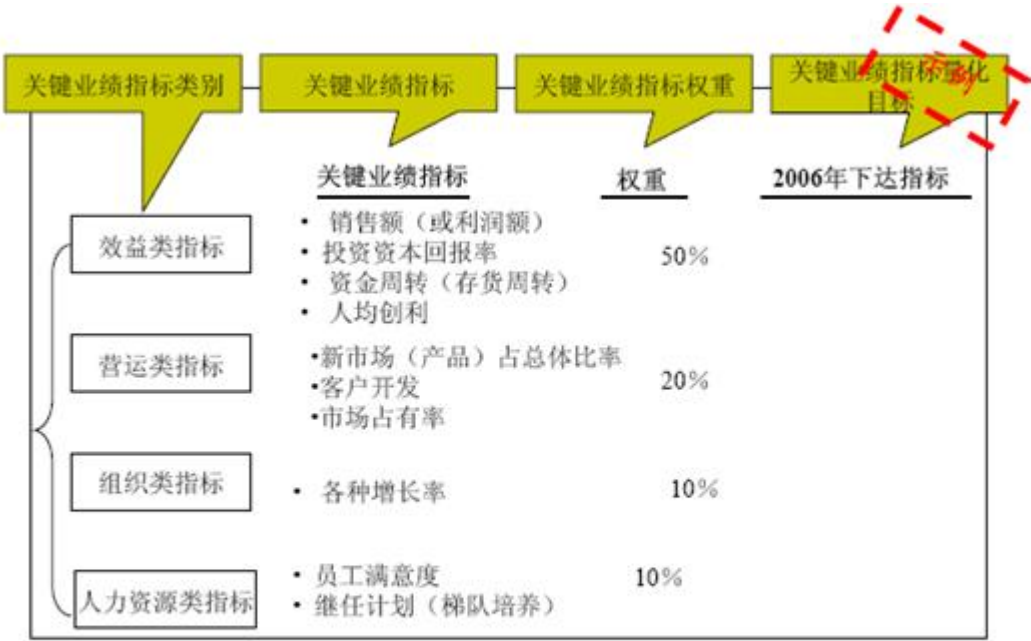 关键业绩指标类别
关键业绩指标
关键业绩指标权重
关键业绩指标量化
目标
示例
关键业绩指标
权重
2006年下达指标
效益类指标
• 销售额（或利润额）
• 投资资本回报率
• 资金周转（存货周转）
• 人均创利
50%
营运类指标
•新市场（产品）占总体比率
•客户开发
•市场占有率
20%
组织类指标
• 各种增长率
10%
人力资源类指标
• 员工满意度
• 继任计划（梯队培养）
10%